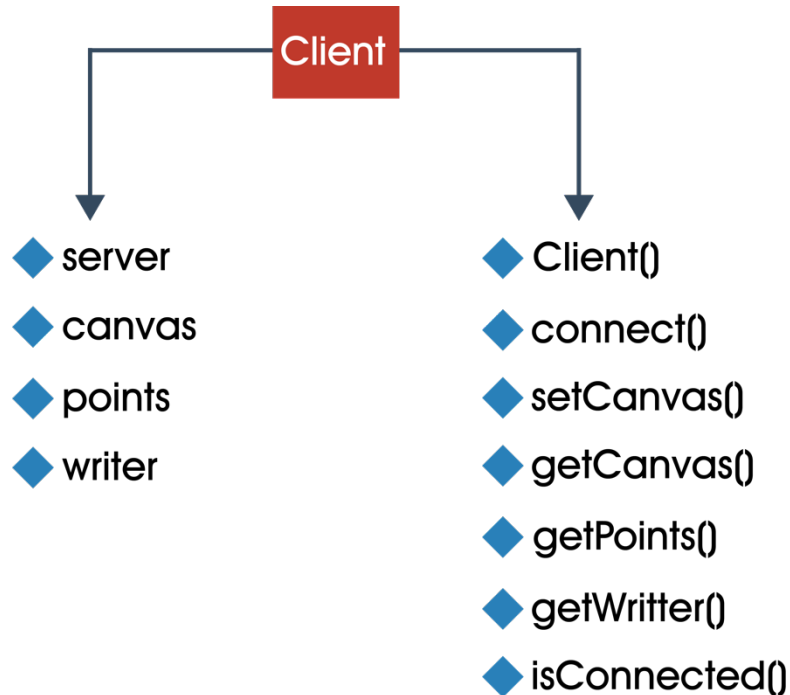 Client
server
canvas
points
writer
Client()
connect()
setCanvas()
getCanvas()
getPoints()
getWritter()
isConnected()